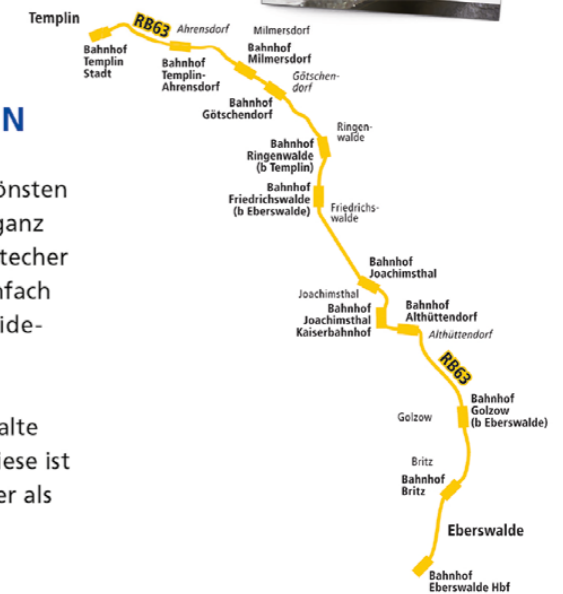 Templin
RB63
Ahrensdorf
Milmersdorf
Bahnhof
Templin
Stadt
Bahnhof
Templin-
Ahrensdorf
Bahnhof
Milmersdorf
Götschen-
dorf
Bahnhof
Götschendorf
N
Ringen-
walde
Bahnhof
Ringenwalde
(b Templin)
önsten
ganz
Bahnhof
Friedrichswalde
(b Eberswalde)
Friedrichs-
walde
techer
nfach
ide-
Bahnhof
Joachimsthal
Joachimsthal
Bahnhof
Joachimsthal
Kaiserbahnhof
Bahnhof
Althüttendorf
Althüttendorf
RB63
Bahnhof
Golzow
(b Eberswalde)
Golzow
alte
iese ist
er als
Britz
Bahnhof
Britz
Eberswalde
Bahnhof
Eberswalde Hbf